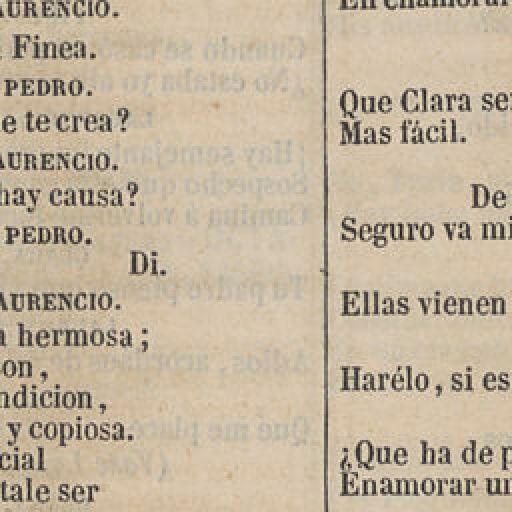 AURENCIO.
Finea.
PEDRO.
e te crea?
AURENCIO.
hay causa?
PEDRO.
Di.
AURENCIO.
a hermosa;
on,
ndicion,
y copiosa.
cial
tale ser
En enamorar
Que Clara ser
Mas fácil.
De
Seguro va mi
Ellas vienen
Harélo, si es
¿Que ha de p
Enamorar un